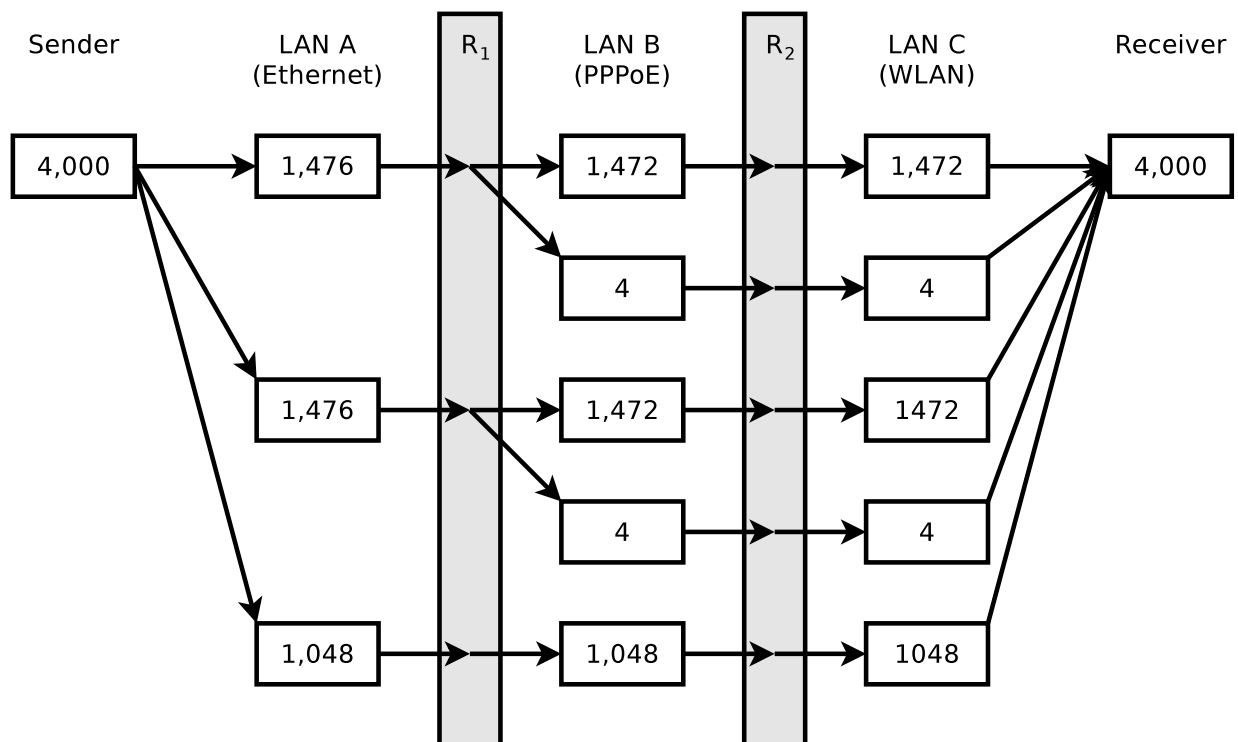 Sender LAN A R₁ LAN B R₂ LAN C Receiver
(Ethernet) (PPPoE) (WLAN)
4,000 1,476 1,472 1,472 4,000
4 4
1,476 1,472 1472
4 4
1,048 1,048 1048